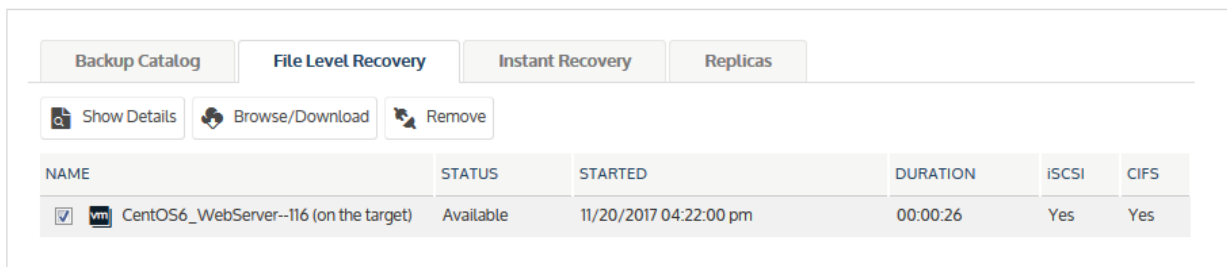 Backup Catalog File Level Recovery Instant Recovery Replicas
Show Details Browse/Download Remove
NAME STATUS STARTED DURATION iSCSI CIFS
vm CentOS6_WebServer--116 (on the target) Available 11/20/2017 04:22:00 pm 00:00:26 Yes Yes